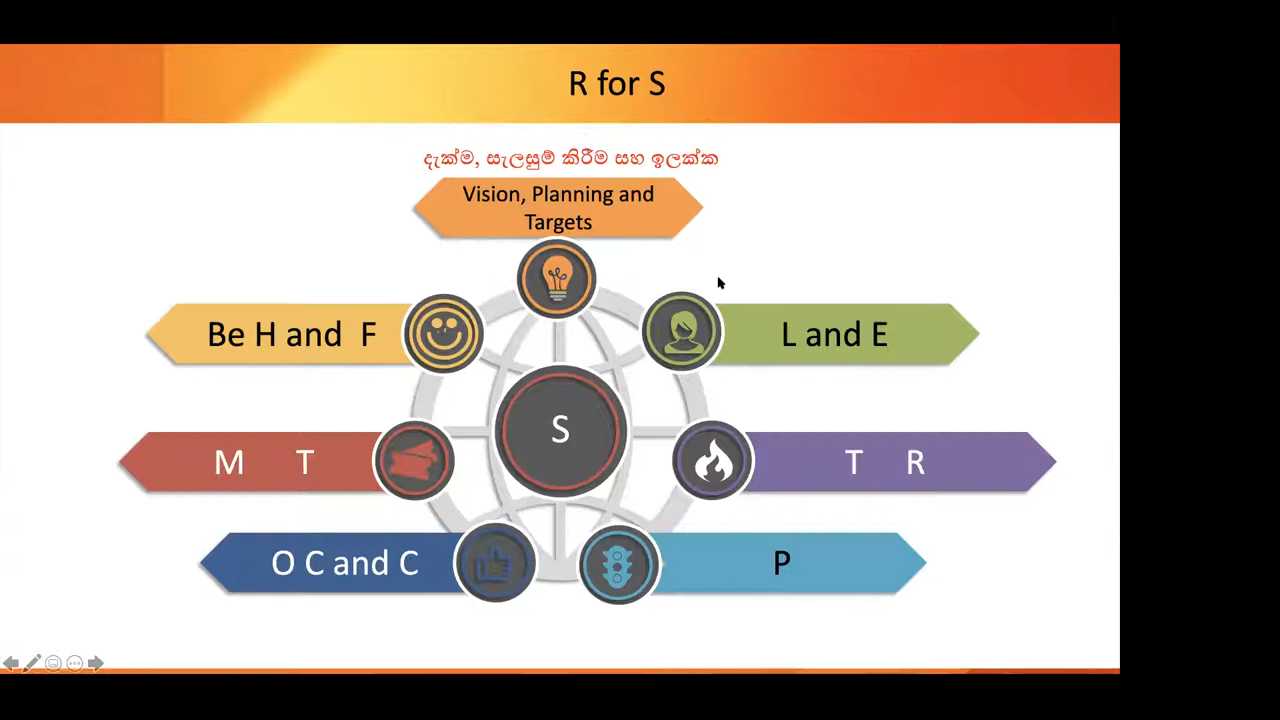 R for S
දැක්ම, සැලසුම් කිරීම සහ ඉලක්ක
Vision, Planning and
Targets
Be H and F
L and E
S
M T
T R
O C and C
P